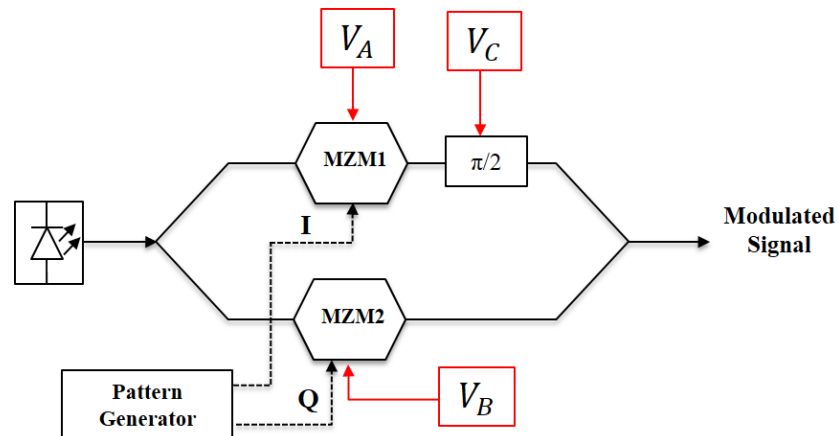 V_A
V_C
MZM1
π/2
I
Modulated
Signal
MZM2
Pattern
Generator
Q
V_B